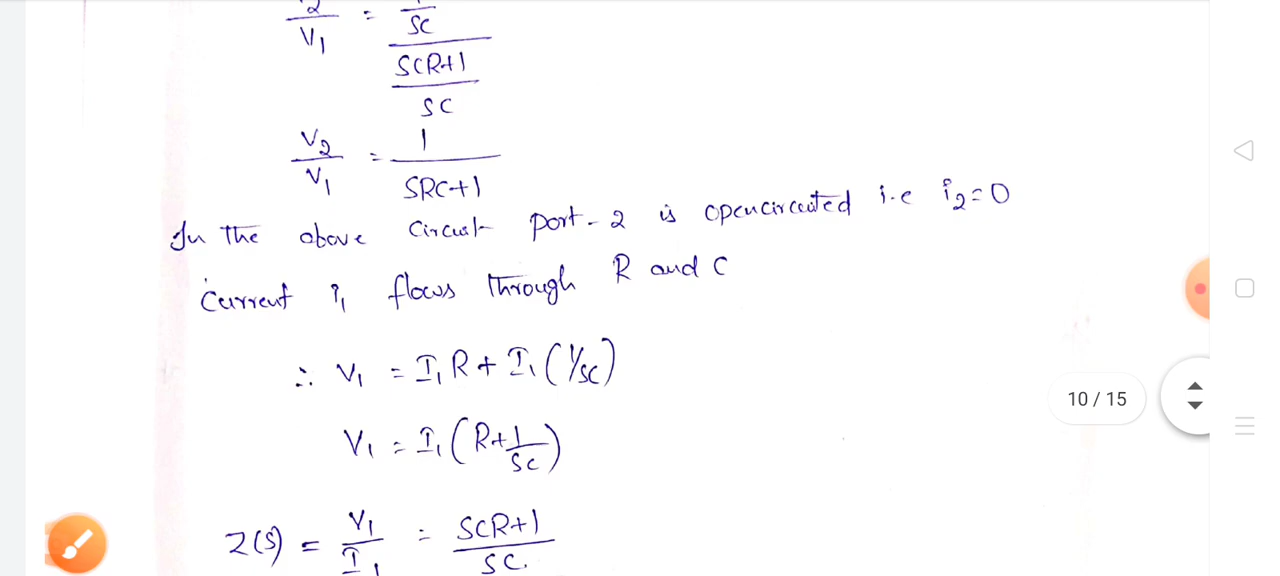 2/V1 = 1/SC / (SCR+1)/SC
V2/V1 = 1/(SRC+1)
In the above circuit port-2 is opencircuited i.e i2=0
Current i1 flows through R and C
∴ V1 = I1R + I1(1/SC)
V1 = I1(R+1/SC)
10 / 15
Z(S) = V1/I1 = SCR+1/SC